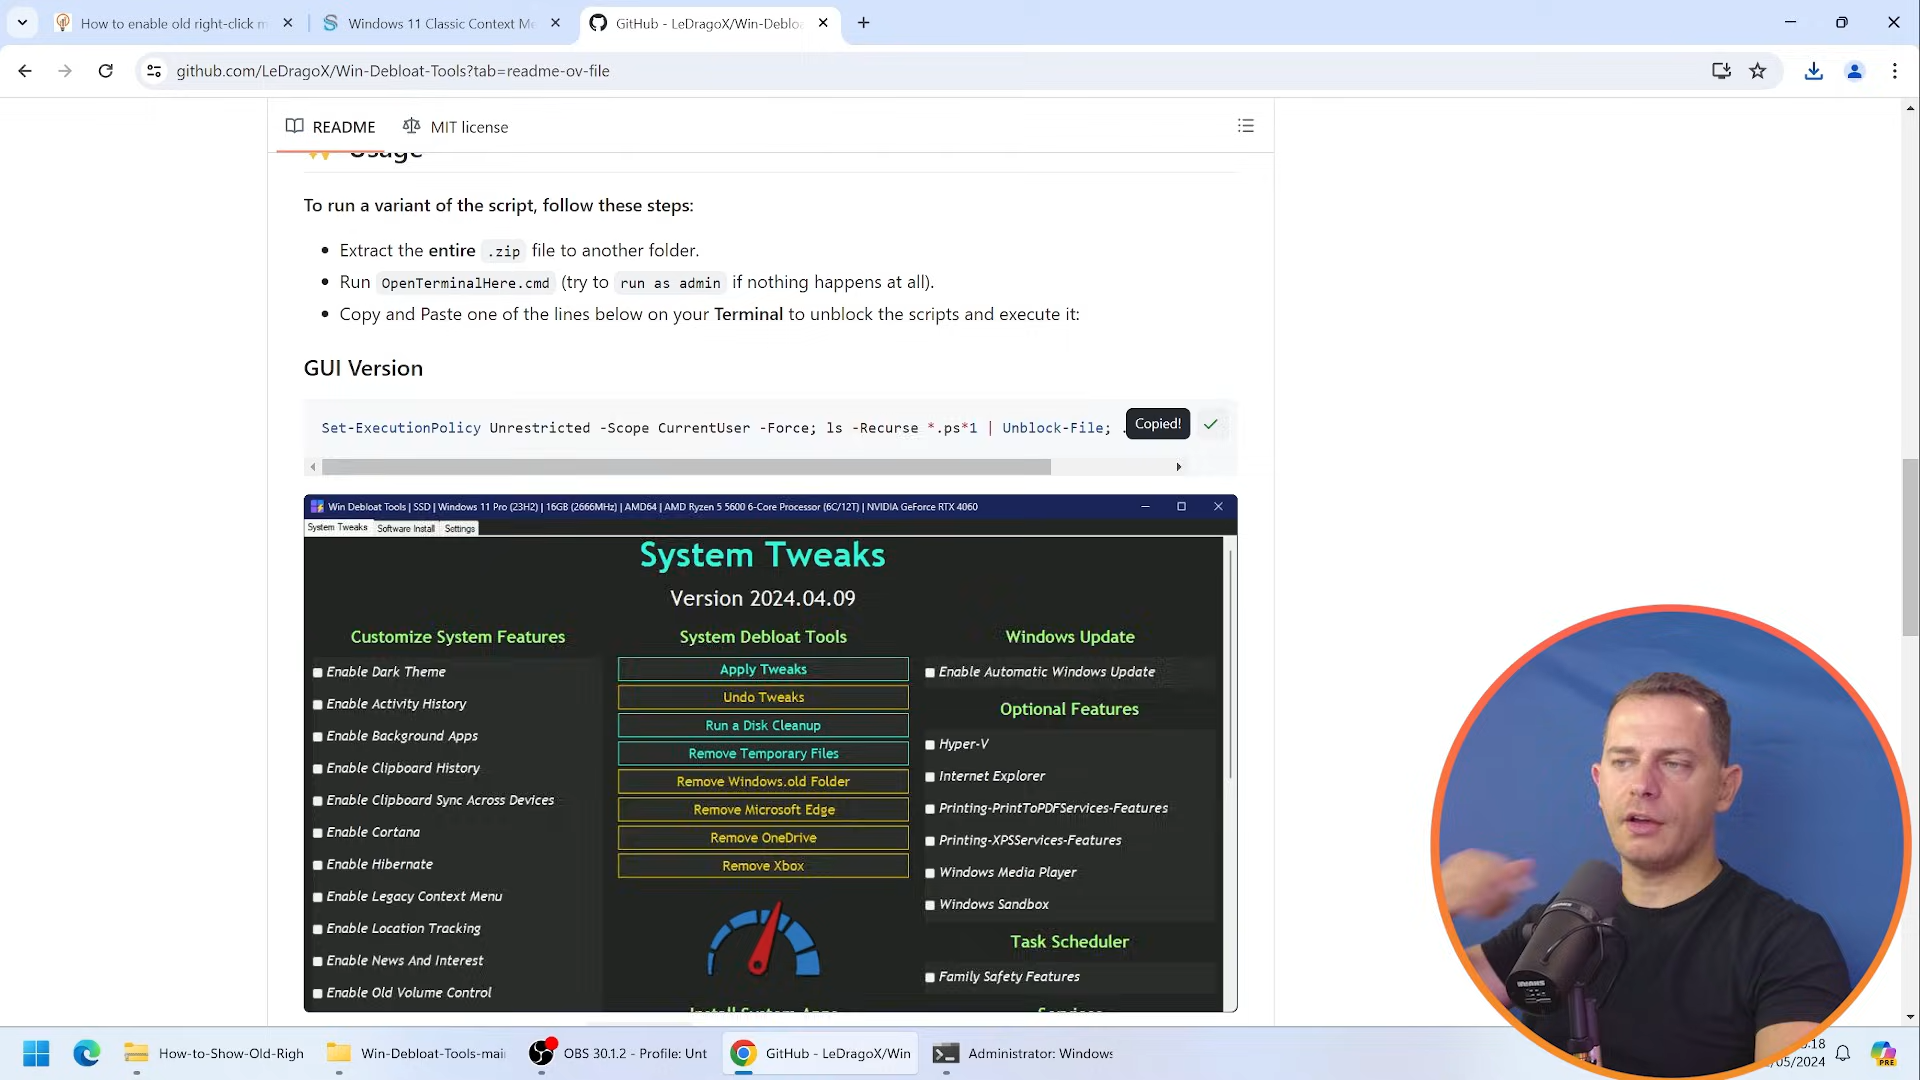 How to enable old right-click m
Windows 11 Classic Context Me
GitHub - LeDragoX/Win-Debloa
github.com/LeDragoX/Win-Debloat-Tools?tab=readme-ov-file
README
MIT license
Usage
To run a variant of the script, follow these steps:
Extract the entire .zip file to another folder.
Run OpenTerminalHere.cmd (try to run as admin if nothing happens at all).
Copy and Paste one of the lines below on your Terminal to unblock the scripts and execute it:
GUI Version
Set-ExecutionPolicy Unrestricted -Scope CurrentUser -Force; ls -Recurse *.ps*1 | Unblock-File; .
Copied!
Win Debloat Tools | SSD | Windows 11 Pro (23H2) | 16GB (2666MHz) | AMD64 | AMD Ryzen 5 5600 6-Core Processor (6C/12T) | NVIDIA GeForce RTX 4060
System Tweaks
Software Install
Settings
System Tweaks
Version 2024.04.09
Customize System Features
Enable Dark Theme
Enable Activity History
Enable Background Apps
Enable Clipboard History
Enable Clipboard Sync Across Devices
Enable Cortana
Enable Hibernate
Enable Legacy Context Menu
Enable Location Tracking
Enable News And Interest
Enable Old Volume Control
System Debloat Tools
Apply Tweaks
Undo Tweaks
Run a Disk Cleanup
Remove Temporary Files
Remove Windows.old Folder
Remove Microsoft Edge
Remove OneDrive
Remove Xbox
Install System Apps
Windows Update
Enable Automatic Windows Update
Optional Features
Hyper-V
Internet Explorer
Printing-PrintToPDFServices-Features
Printing-XPSServices-Features
Windows Media Player
Windows Sandbox
Task Scheduler
Family Safety Features
Services
How-to-Show-Old-Righ
Win-Debloat-Tools-mai
OBS 30.1.2 - Profile: Unt
GitHub - LeDragoX/Win
Administrator: Windows
:18
/05/2024
PRE